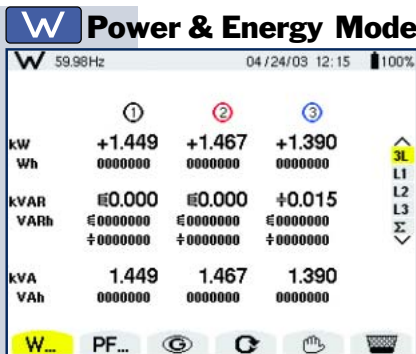 W Power & Energy Mode
W 59.98Hz 04/24/03 12:15 100%
1 2 3
kW +1.449 +1.467 +1.390
Wh 0000000 0000000 0000000
3L
L1
kVAR 0.000 0.000 0.015
L2
VARh 0000000 0000000 0000000
L3
0000000 0000000 0000000
Σ
kVA 1.449 1.467 1.390
VAh 0000000 0000000 0000000
W... PF... G